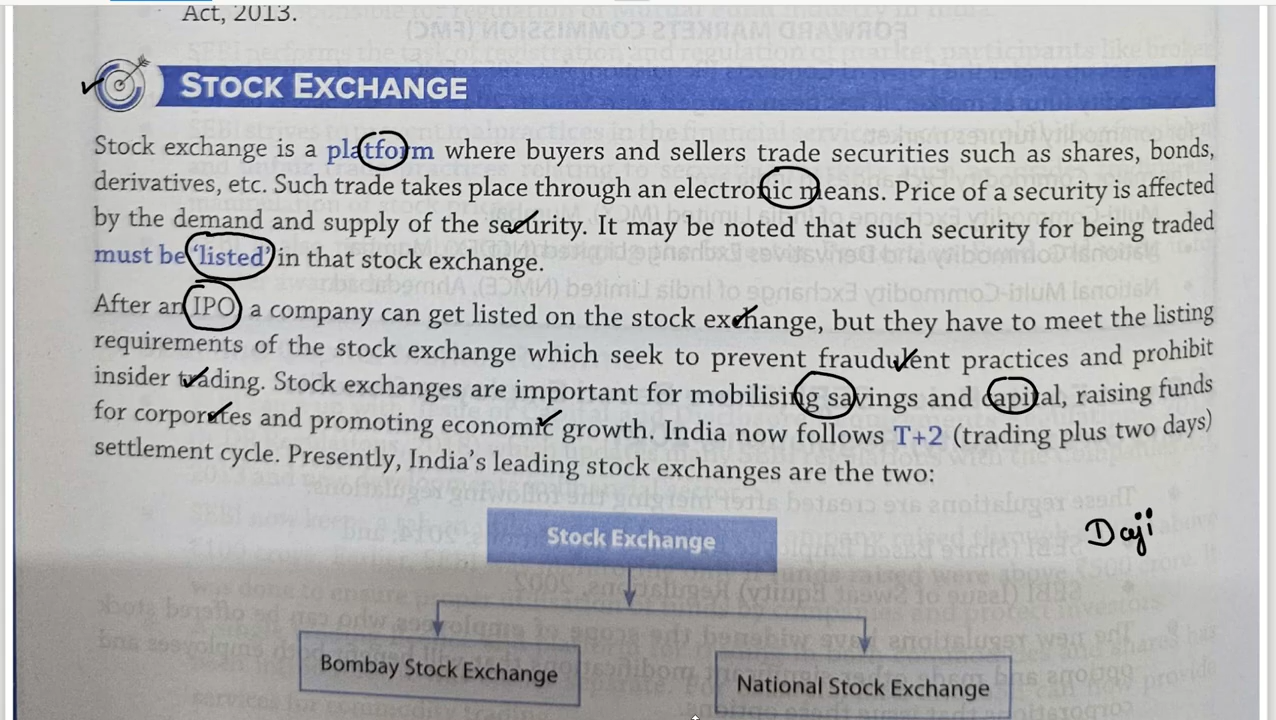 Act, 2013.
STOCK EXCHANGE
Stock exchange is a platform where buyers and sellers trade securities such as shares, bonds,
derivatives, etc. Such trade takes place through an electronic means. Price of a security is affected
by the demand and supply of the security. It may be noted that such security for being traded
must be 'listed' in that stock exchange.
After an IPO a company can get listed on the stock exchange, but they have to meet the listing
requirements of the stock exchange which seek to prevent fraudulent practices and prohibit
insider trading. Stock exchanges are important for mobilising savings and capital, raising funds
for corporates and promoting economic growth. India now follows T+2 (trading plus two days)
settlement cycle. Presently, India's leading stock exchanges are the two:
Daji
Stock Exchange
Bombay Stock Exchange
National Stock Exchange